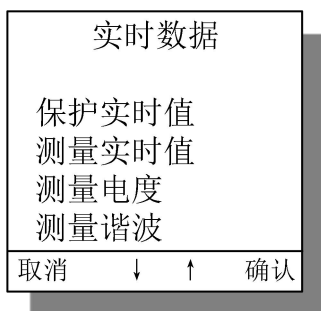 实时数据
保护实时值
测量实时值
测量电度
测量谐波
取消 ↓ ↑ 确认